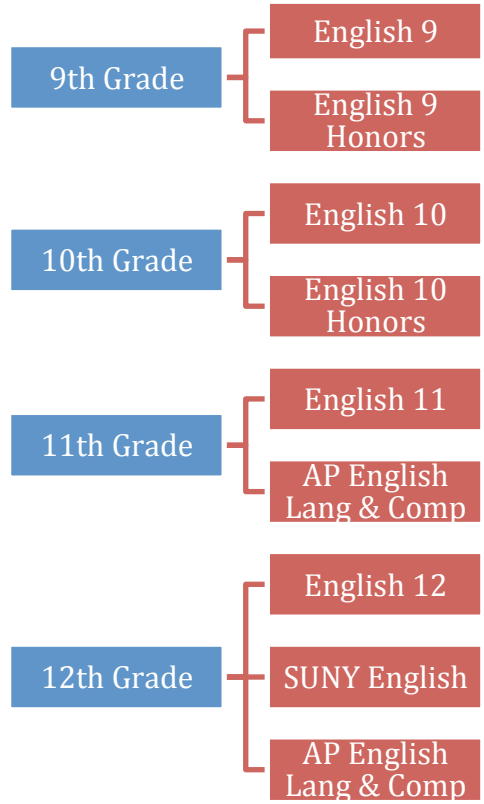 9th Grade
English 9
English 9
Honors
10th Grade
English 10
English 10
Honors
11th Grade
English 11
AP English
Lang & Comp
12th Grade
English 12
SUNY English
AP English
Lang & Comp